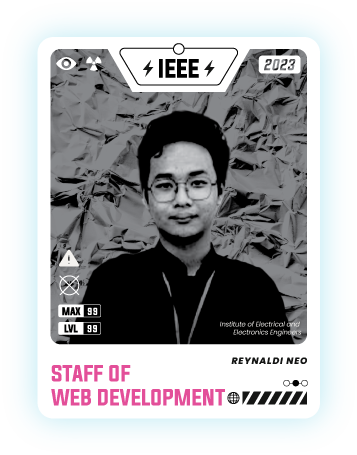 IEEE
2023
MAX 99
LVL 99
Institute of Electrical and
Electronics Engineers
REYNALDI NEO
STAFF OF
WEB DEVELOPMENT